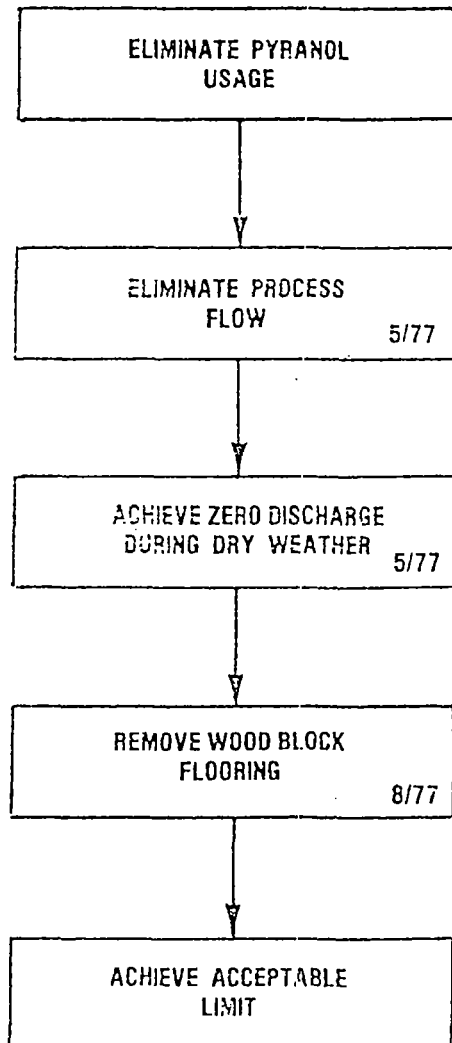 ELIMINATE PYRANOL
USAGE
ELIMINATE PROCESS
FLOW
5/77
ACHIEVE ZERO DISCHARGE
DURING DRY WEATHER
5/77
REMOVE WOOD BLOCK
FLOORING
8/77
ACHIEVE ACCEPTABLE
LIMIT